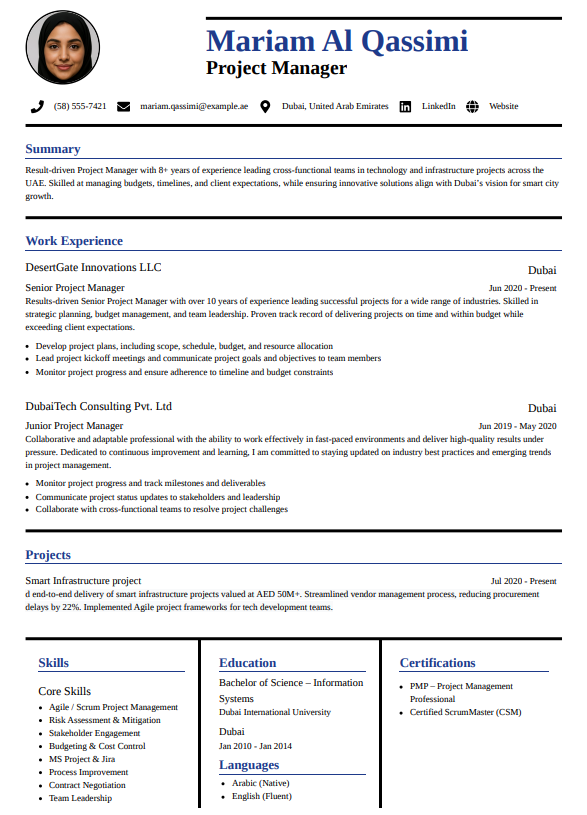 Mariam Al Qassimi
Project Manager
(58) 555-7421 mariam.qassimi@example.ae Dubai, United Arab Emirates LinkedIn Website
Summary
Result-driven Project Manager with 8+ years of experience leading cross-functional teams in technology and infrastructure projects across the
UAE. Skilled at managing budgets, timelines, and client expectations, while ensuring innovative solutions align with Dubai's vision for smart city
growth.
Work Experience
DesertGate Innovations LLC Dubai
Senior Project Manager Jun 2020 - Present
Results-driven Senior Project Manager with over 10 years of experience leading successful projects for a wide range of industries. Skilled in
strategic planning, budget management, and team leadership. Proven track record of delivering projects on time and within budget while
exceeding client expectations.
• Develop project plans, including scope, schedule, budget, and resource allocation
• Lead project kickoff meetings and communicate project goals and objectives to team members
• Monitor project progress and ensure adherence to timeline and budget constraints
DubaiTech Consulting Pvt. Ltd Dubai
Junior Project Manager Jun 2019 - May 2020
Collaborative and adaptable professional with the ability to work effectively in fast-paced environments and deliver high-quality results under
pressure. Dedicated to continuous improvement and learning, I am committed to staying updated on industry best practices and emerging trends
in project management.
• Monitor project progress and track milestones and deliverables
• Communicate project status updates to stakeholders and leadership
• Collaborate with cross-functional teams to resolve project challenges
Projects
Smart Infrastructure project Jul 2020 - Present
d end-to-end delivery of smart infrastructure projects valued at AED 50M+. Streamlined vendor management process, reducing procurement
delays by 22%. Implemented Agile project frameworks for tech development teams.
Skills
Core Skills
• Agile / Scrum Project Management
• Risk Assessment & Mitigation
• Stakeholder Engagement
• Budgeting & Cost Control
• MS Project & Jira
• Process Improvement
• Contract Negotiation
• Team Leadership
Education
Bachelor of Science – Information
Systems
Dubai International University
Dubai
Jan 2010 - Jan 2014
Languages
• Arabic (Native)
• English (Fluent)
Certifications
• PMP – Project Management
Professional
• Certified ScrumMaster (CSM)